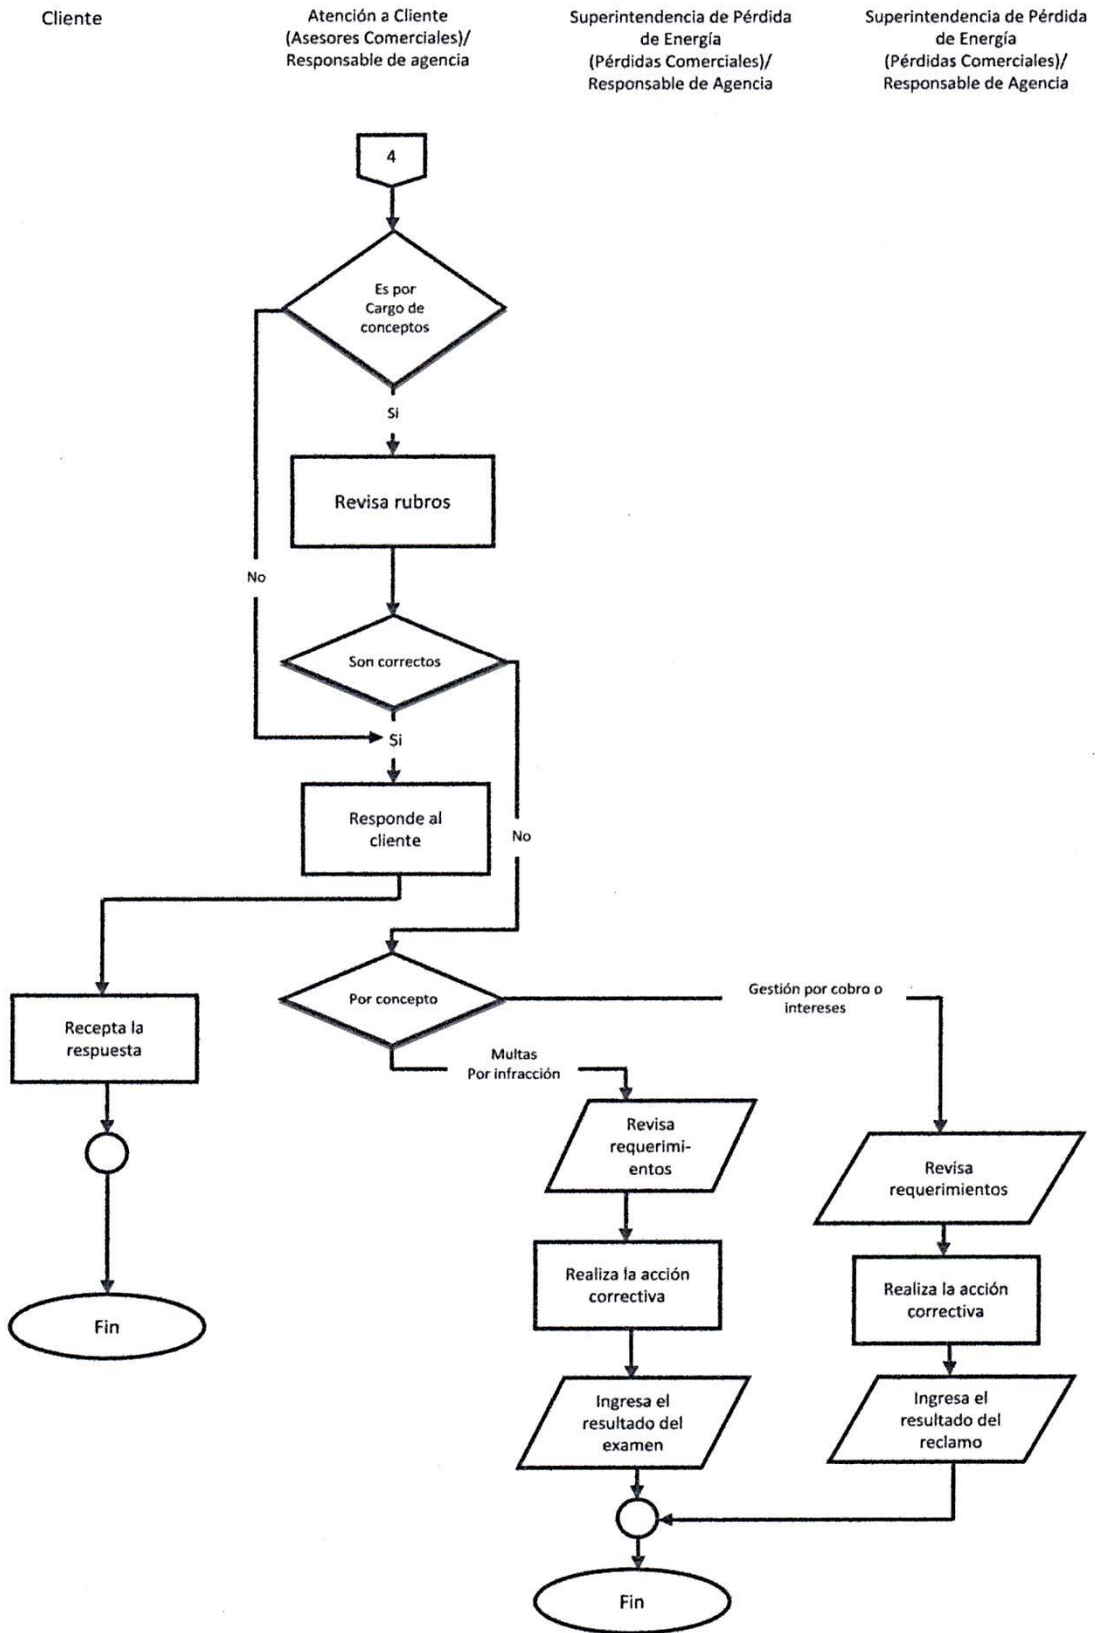 Cliente
Atención a Cliente
(Asesores Comerciales)/
Responsable de agencia
Superintendencia de Pérdida
de Energía
(Pérdidas Comerciales)/
Responsable de Agencia
Superintendencia de Pérdida
de Energía
(Pérdidas Comerciales)/
Responsable de Agencia
4
Es por
Cargo de
conceptos
Si
Revisa rubros
No
Son correctos
Si
Responde al
cliente
No
Por concepto
Gestión por cobro o
intereses
Multas
Por infracción
Recepta la
respuesta
Fin
Revisa
requerimi-
entos
Realiza la acción
correctiva
Ingresa el
resultado del
examen
Revisa
requerimientos
Realiza la acción
correctiva
Ingresa el
resultado del
reclamo
Fin